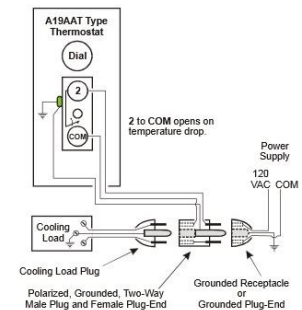 A19AAT Type
Thermostat
Dial
2
COM
2 to COM opens on
temperature drop.
Power
Supply
120
VAC COM
Cooling
Load
Cooling Load Plug
Polarized, Grounded, Two-Way
Male Plug and Female Plug-End
Grounded Receptacle
or
Grounded Plug-End